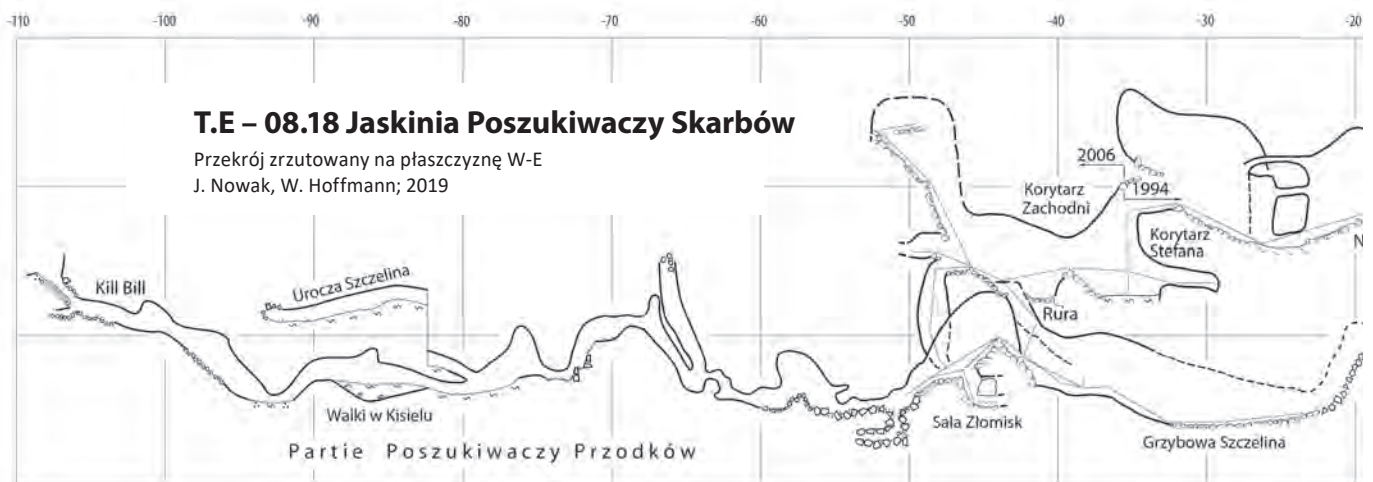 -110 -100 -90 -80 -70 -60 -50 -40 -30 -20
T.E – 08.18 Jaskinia Poszukiwaczy Skarbów
Przekrój zrzutowany na płaszczyznę W-E
J. Nowak, W. Hoffmann; 2019
2006
1994
Korytarz
Zachodni
Korytarz
Stefana
N
Kill Bill
Urocza Szczelina
Rura
Walki w Kisielu
Sala Złomisk
Grzybowa Szczelina
Partie Poszukiwaczy Przodków